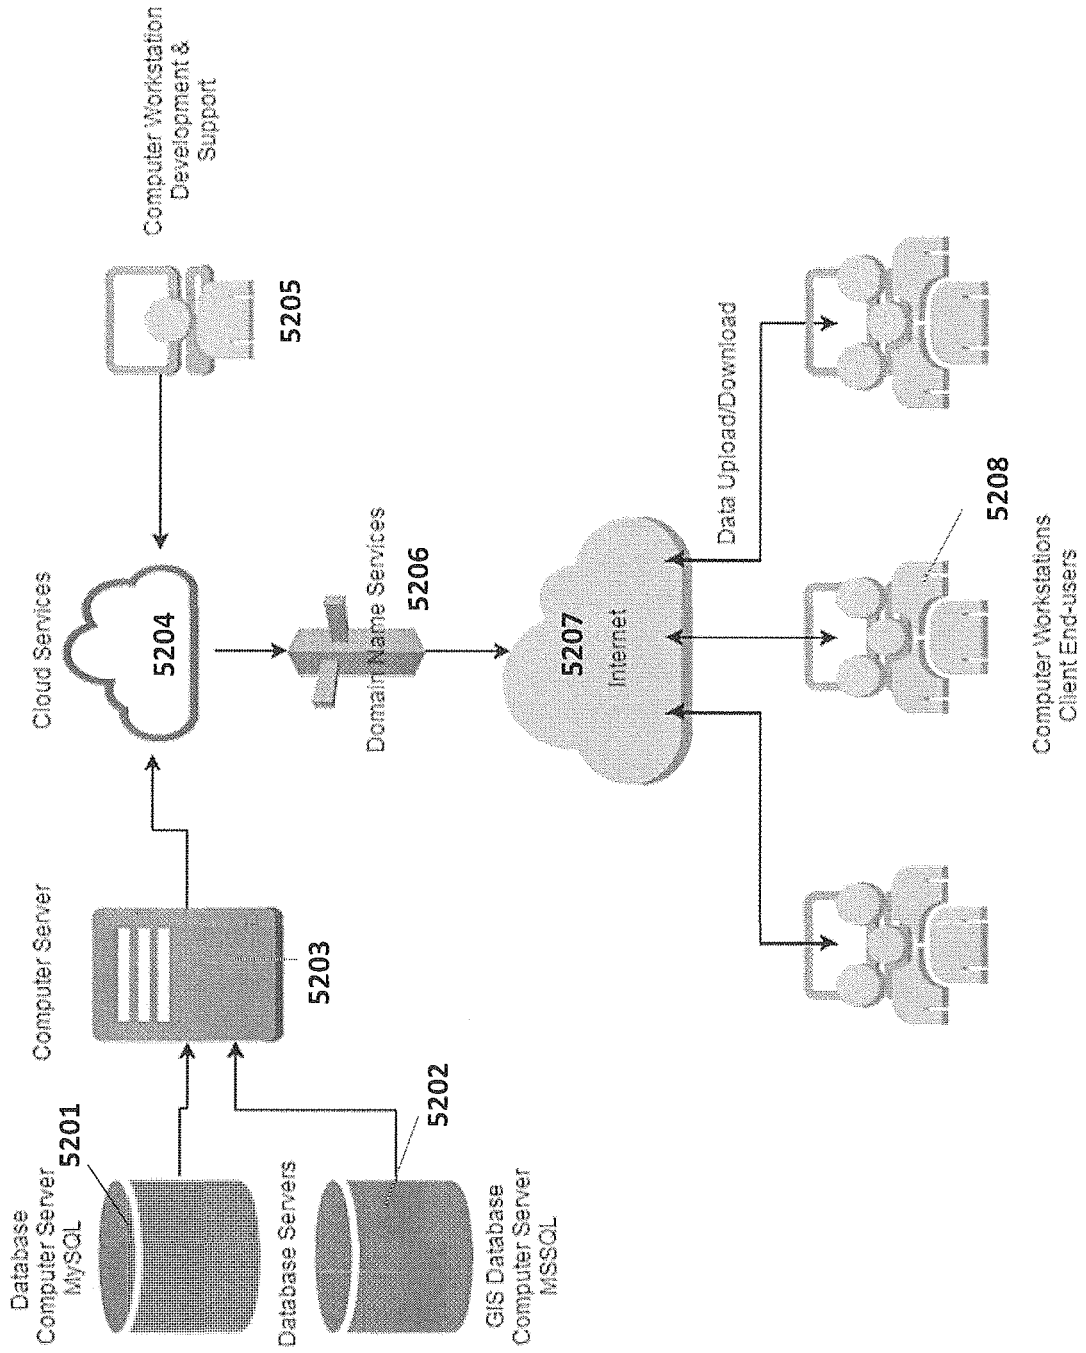 Database
Computer Server
MySQL
5201
Database Servers
5202
GIS Database
Computer Server
MSSQL
Computer Server
5203
Cloud Services
5204
Computer Workstation
Development &
Support
5205
Domain Name Services
5206
5207
Internet
Data Upload/Download
5208
Computer Workstations
Client End-users